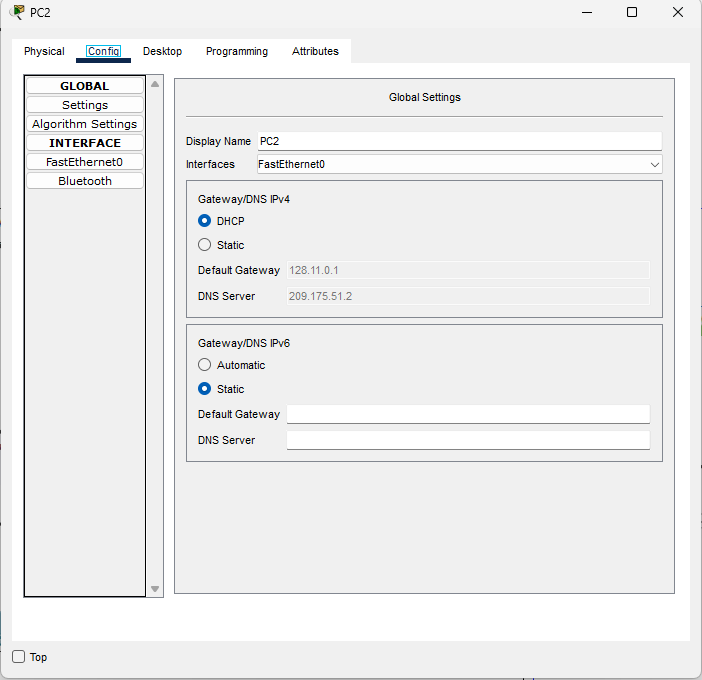 PC2
Physical Config Desktop Programming Attributes
GLOBAL
Settings
Algorithm Settings
INTERFACE
FastEthernet0
Bluetooth
Global Settings
Display Name PC2
Interfaces FastEthernet0
Gateway/DNS IPv4
DHCP
Static
Default Gateway 128.11.0.1
DNS Server 209.175.51.2
Gateway/DNS IPv6
Automatic
Static
Default Gateway
DNS Server
Top